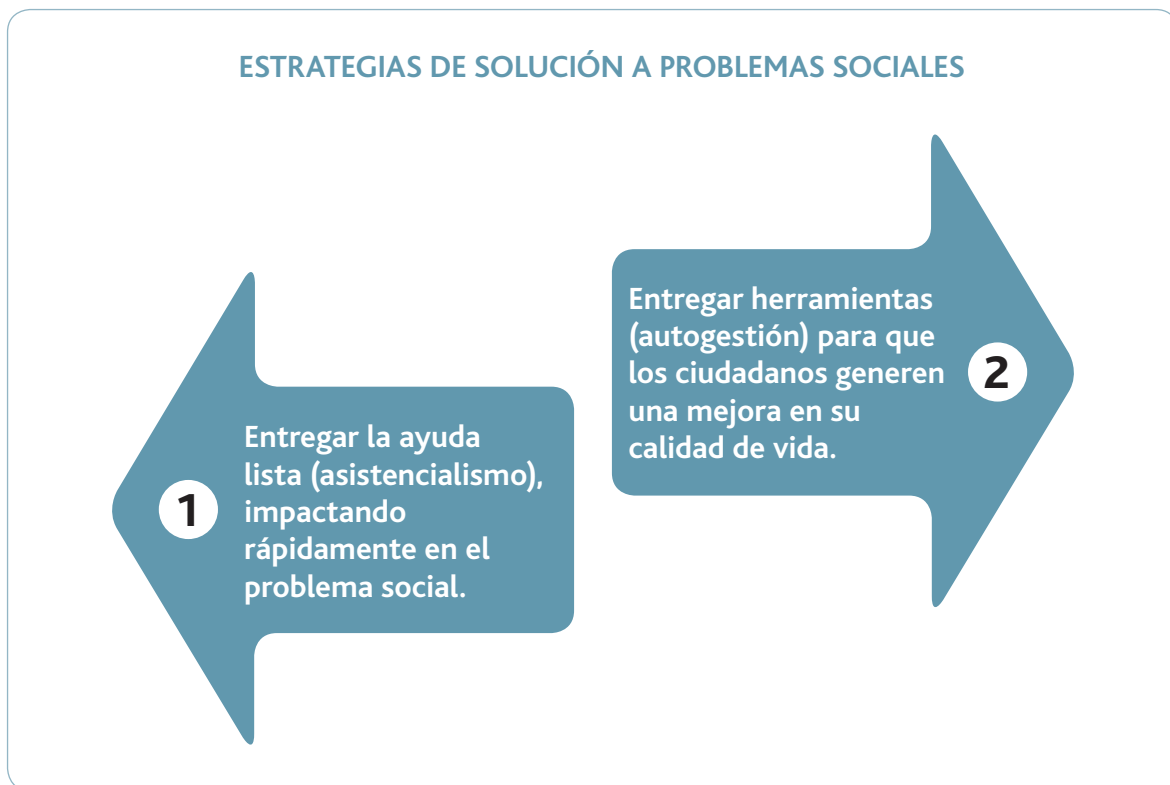 ESTRATEGIAS DE SOLUCIÓN A PROBLEMAS SOCIALES
1
Entregar la ayuda
lista (asistencialismo),
impactando
rápidamente en el
problema social.
Entregar herramientas
(autogestión) para que
los ciudadanos generen
una mejora en su
calidad de vida.
2